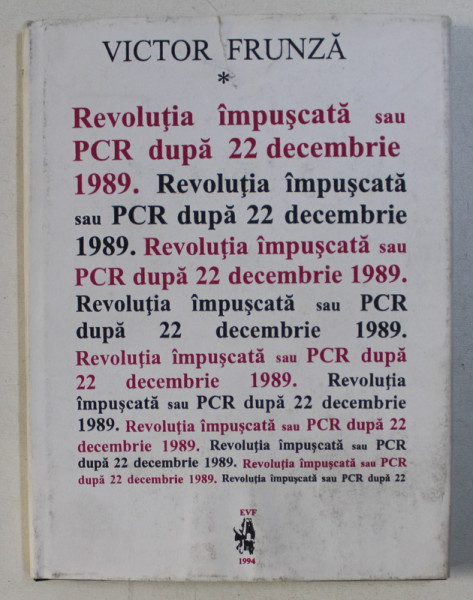 VICTOR FRUNZĂ
*
Revoluţia împuşcată sau
PCR după 22 decembrie
1989. Revoluţia împuşcată
sau PCR după 22 decembrie
1989. Revoluţia împuşcată sau
PCR după 22 decembrie 1989.
Revoluţia împuşcată sau PCR
după 22 decembrie 1989.
Revoluţia împuşcată sau PCR după
22 decembrie 1989. Revoluţia
împuşcată sau PCR după 22 decembrie
1989. Revoluţia împuşcată sau PCR după 22
decembrie 1989. Revoluţia împuşcată sau PCR
după 22 decembrie 1989. Revoluţia împuşcată sau PCR
după 22 decembrie 1989. Revoluţia împuşcată sau PCR după 22
EVF
1994